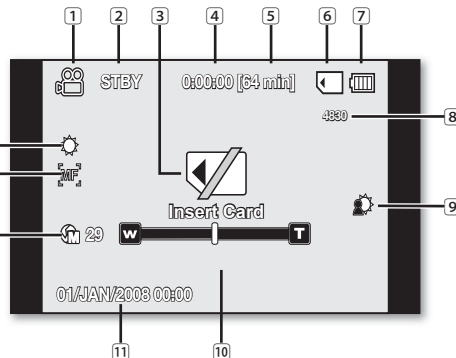 1 2 3 4 5 6 7
STBY 0:00:00 [64 min]
4830 8
MF
Insert Card
9
M 29 W T
01/JAN/2008 00:00
11 10